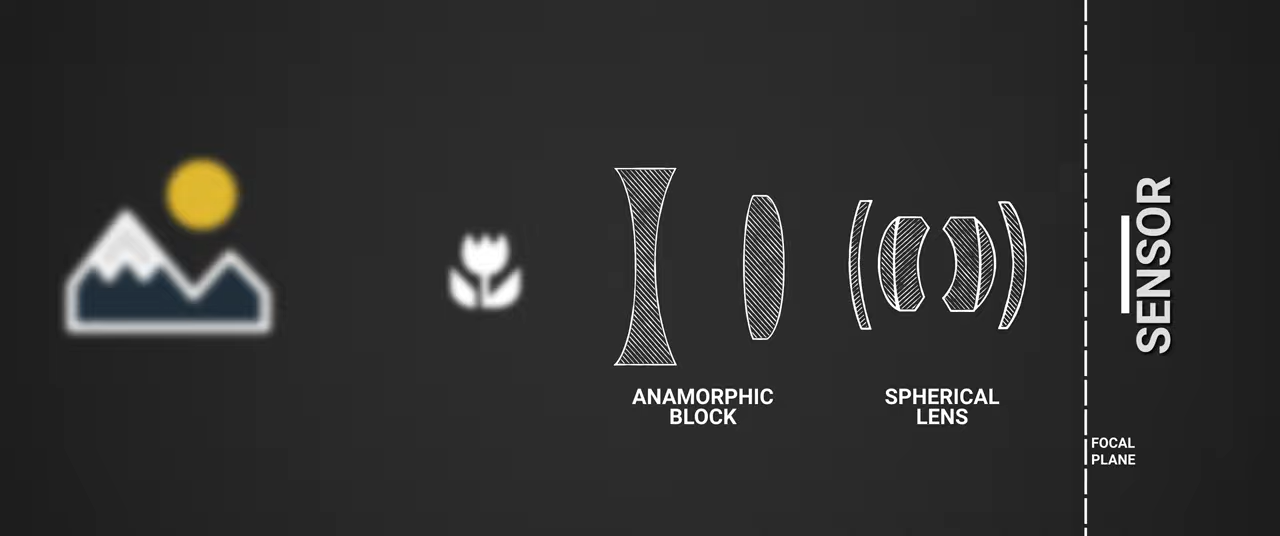 ANAMORPHIC
BLOCK
SPHERICAL
LENS
FOCAL
PLANE
SENSOR